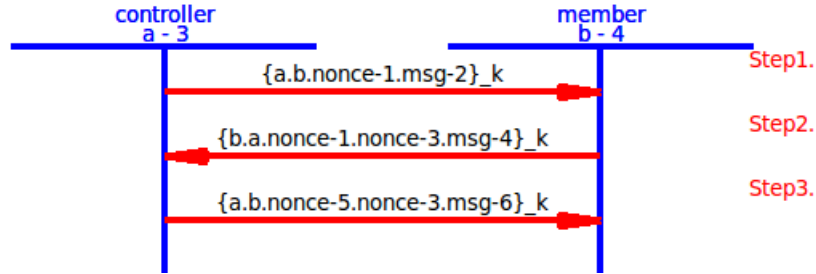 controller
a - 3
member
b - 4
Step1.
{a.b.nonce-1.msg-2}_k
Step2.
{b.a.nonce-1.nonce-3.msg-4}_k
Step3.
{a.b.nonce-5.nonce-3.msg-6}_k